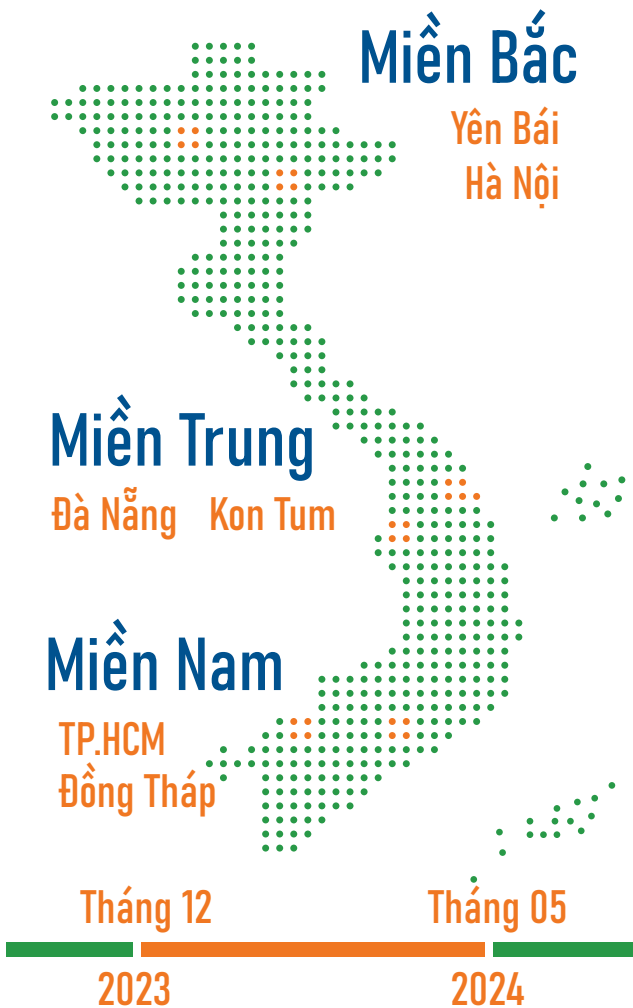 Miền Bắc
Yên Bái
Hà Nội
Miền Trung
Đà Nẵng Kon Tum
Miền Nam
TP.HCM
Đồng Tháp
Tháng 12 Tháng 05
2023 2024